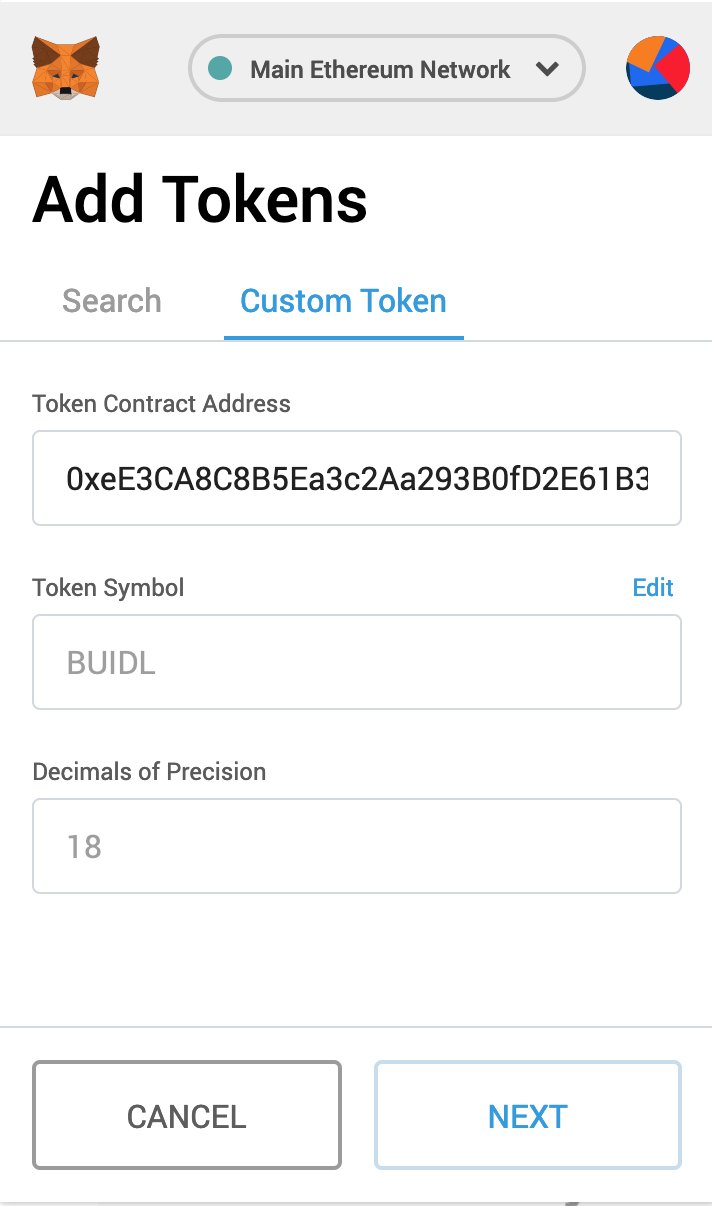 Main Ethereum Network
Add Tokens
Search Custom Token
Token Contract Address
0xeE3CA8C8B5Ea3c2Aa293B0fD2E61B3
Token Symbol Edit
BUIDL
Decimals of Precision
18
CANCEL NEXT